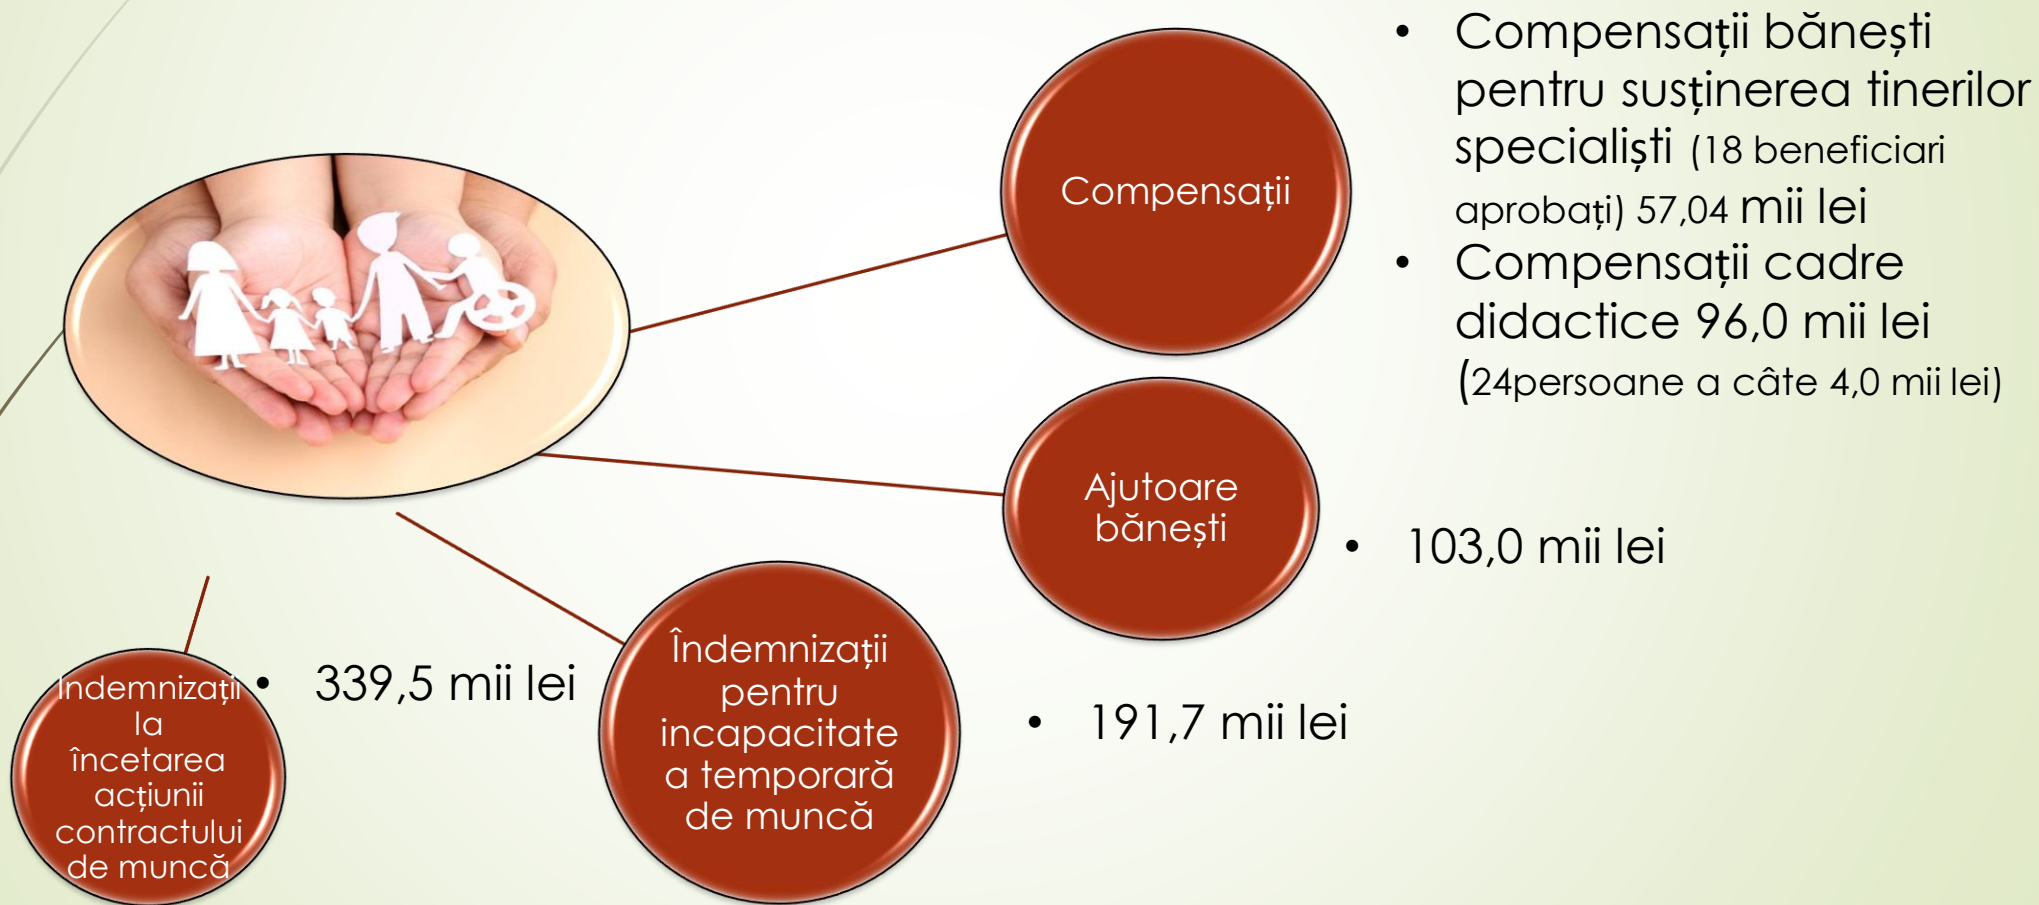 Compensații
• Compensații bănești
pentru susținerea tinerilor
specialiști (18 beneficiari
aprobați) 57,04 mii lei
• Compensații cadre
didactice 96,0 mii lei
(24persoane a câte 4,0 mii lei)
Ajutoare
bănești
• 103,0 mii lei
Îndemnizații
pentru
incapacitate
a temporară
de muncă
• 191,7 mii lei
Indemnizații
la
încetarea
acțiunii
contractului
de muncă
• 339,5 mii lei